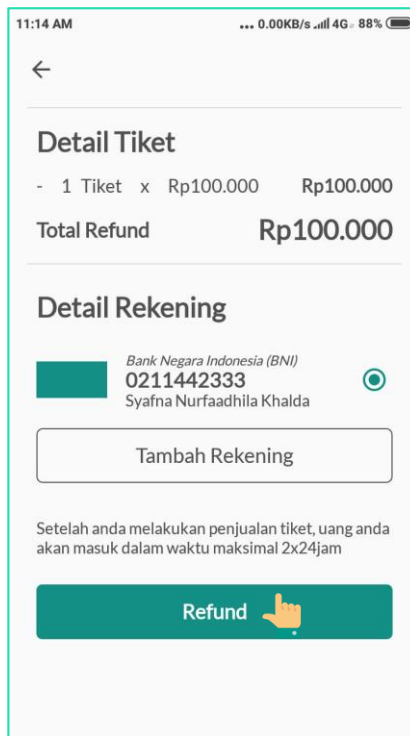 11:14 AM ... 0.00KB/s 4G 88%
Detail Tiket
- 1 Tiket x Rp100.000 Rp100.000
Total Refund Rp100.000
Detail Rekening
Bank Negara Indonesia (BNI)
0211442333
Syafna Nurfaadhila Khalda
Tambah Rekening
Setelah anda melakukan penjualan tiket, uang anda
akan masuk dalam waktu maksimal 2x24jam
Refund